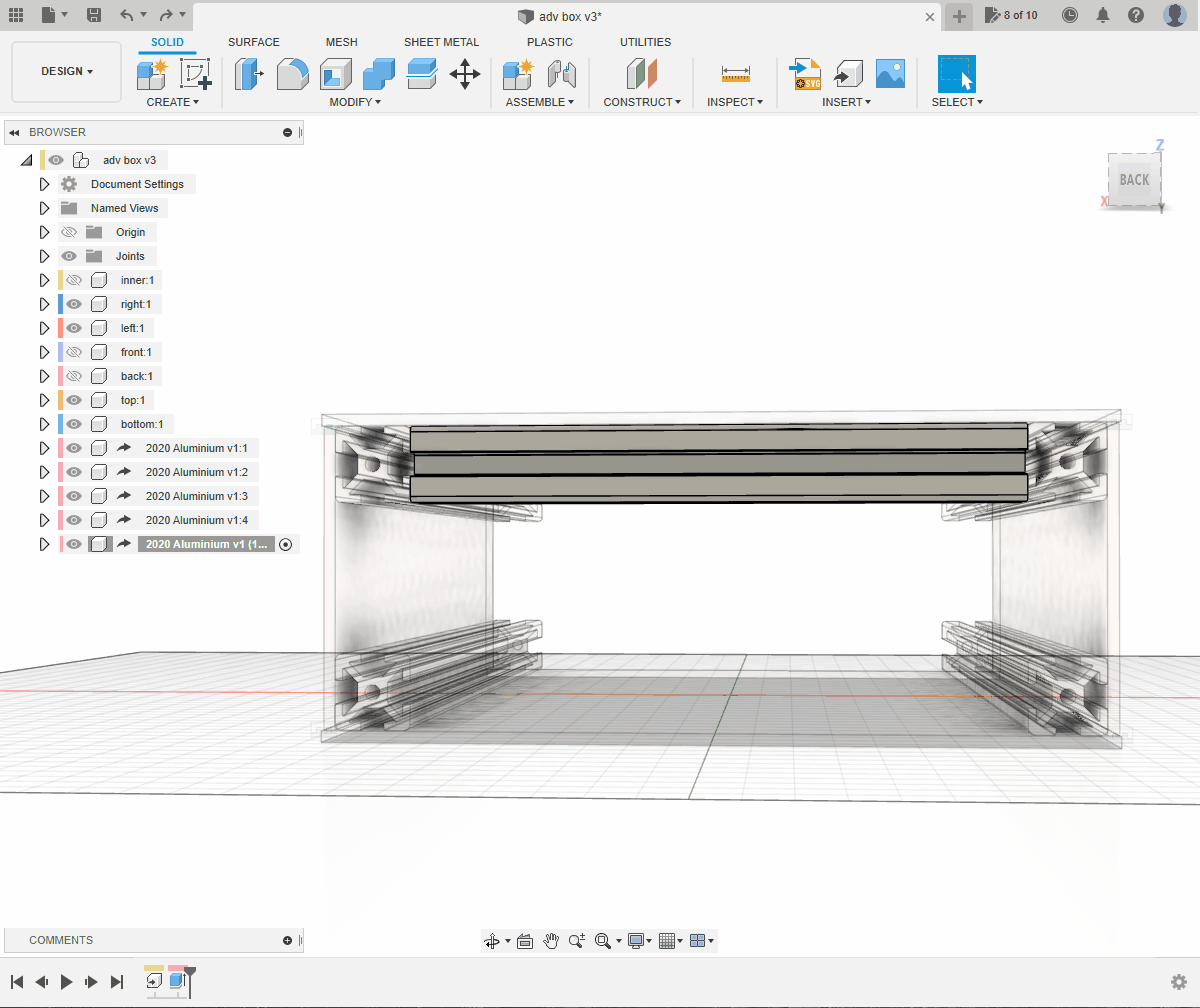 adv box v3*
8 of 10
DESIGN
SOLID
SURFACE
MESH
SHEET METAL
PLASTIC
UTILITIES
SVG
CREATE
MODIFY
ASSEMBLE
CONSTRUCT
INSPECT
INSERT
SELECT
BROWSER
adv box v3
Document Settings
Named Views
Origin
Joints
inner:1
right:1
left:1
front:1
back:1
top:1
bottom:1
2020 Aluminium v1:1
2020 Aluminium v1:2
2020 Aluminium v1:3
2020 Aluminium v1:4
2020 Aluminium v1 (1...
Z
BACK
X
Y
COMMENTS